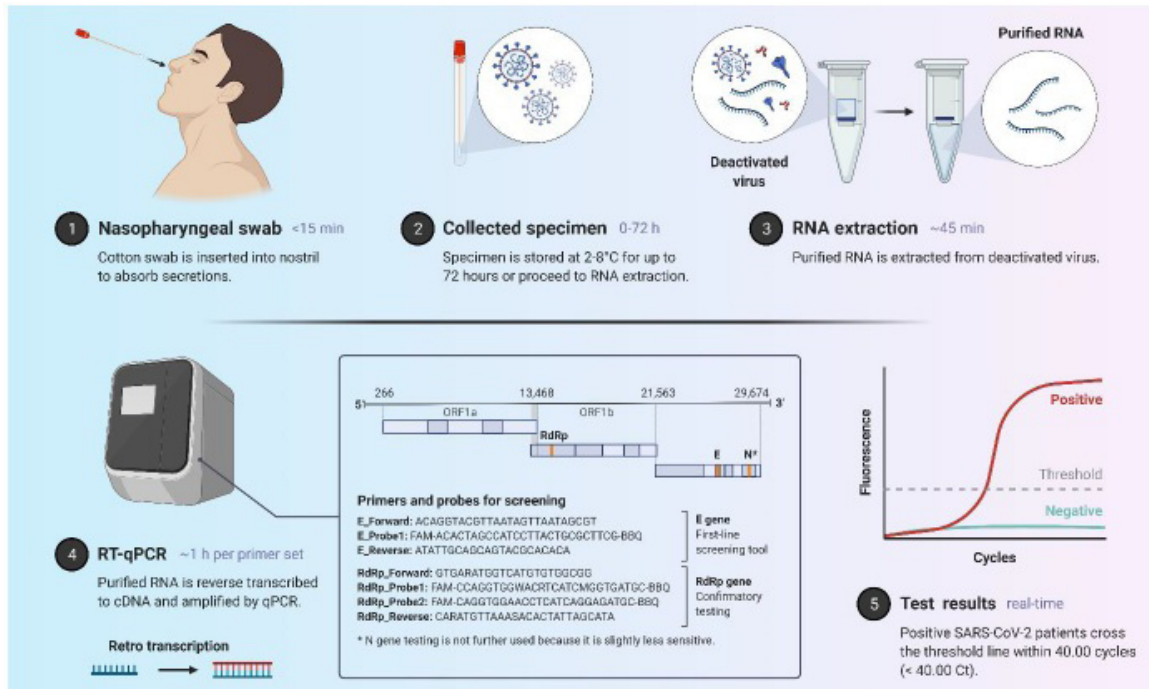 Purified RNA
Deactivated
virus
1 Nasopharyngeal swab <15 min
Cotton swab is inserted into nostril
to absorb secretions.
2 Collected specimen 0-72 h
Specimen is stored at 2-8°C for up to
72 hours or proceed to RNA extraction.
3 RNA extraction ~45 min
Purified RNA is extracted from deactivated virus.
266 13,468 21,563 29,674
5' 3'
ORF1a ORF1b
RdRp
E N*
Primers and probes for screening
E_Forward: ACAGGTACGTTAATAGTTAATAGCGT
E_Probe1: FAM-ACACTAGCCATCCTTACTGCGCTTCG-BBQ
E_Reverse: ATATTGCAGCAGTACGCACACA
E gene
First-line
screening tool
RdRp_Forward: GTGARATGGTCATGTGTGGCGG
RdRp_Probe1: FAM-CCAGGTGGWACRTCATCMGGTGATGC-BBQ
RdRp_Probe2: FAM-CAGGTGGAACCTCATCAGGAGATGC-BBQ
RdRp_Reverse: CARATGTTAAASACACTATTAGCATA
RdRp gene
Confirmatory
testing
* N gene testing is not further used because it is slightly less sensitive.
4 RT-qPCR ~1 h per primer set
Purified RNA is reverse transcribed
to cDNA and amplified by qPCR.
Retro transcription
Fluorescence
Positive
Threshold
Negative
Cycles
5 Test results real-time
Positive SARS-CoV-2 patients cross
the threshold line within 40.00 cycles
(< 40.00 Ct).